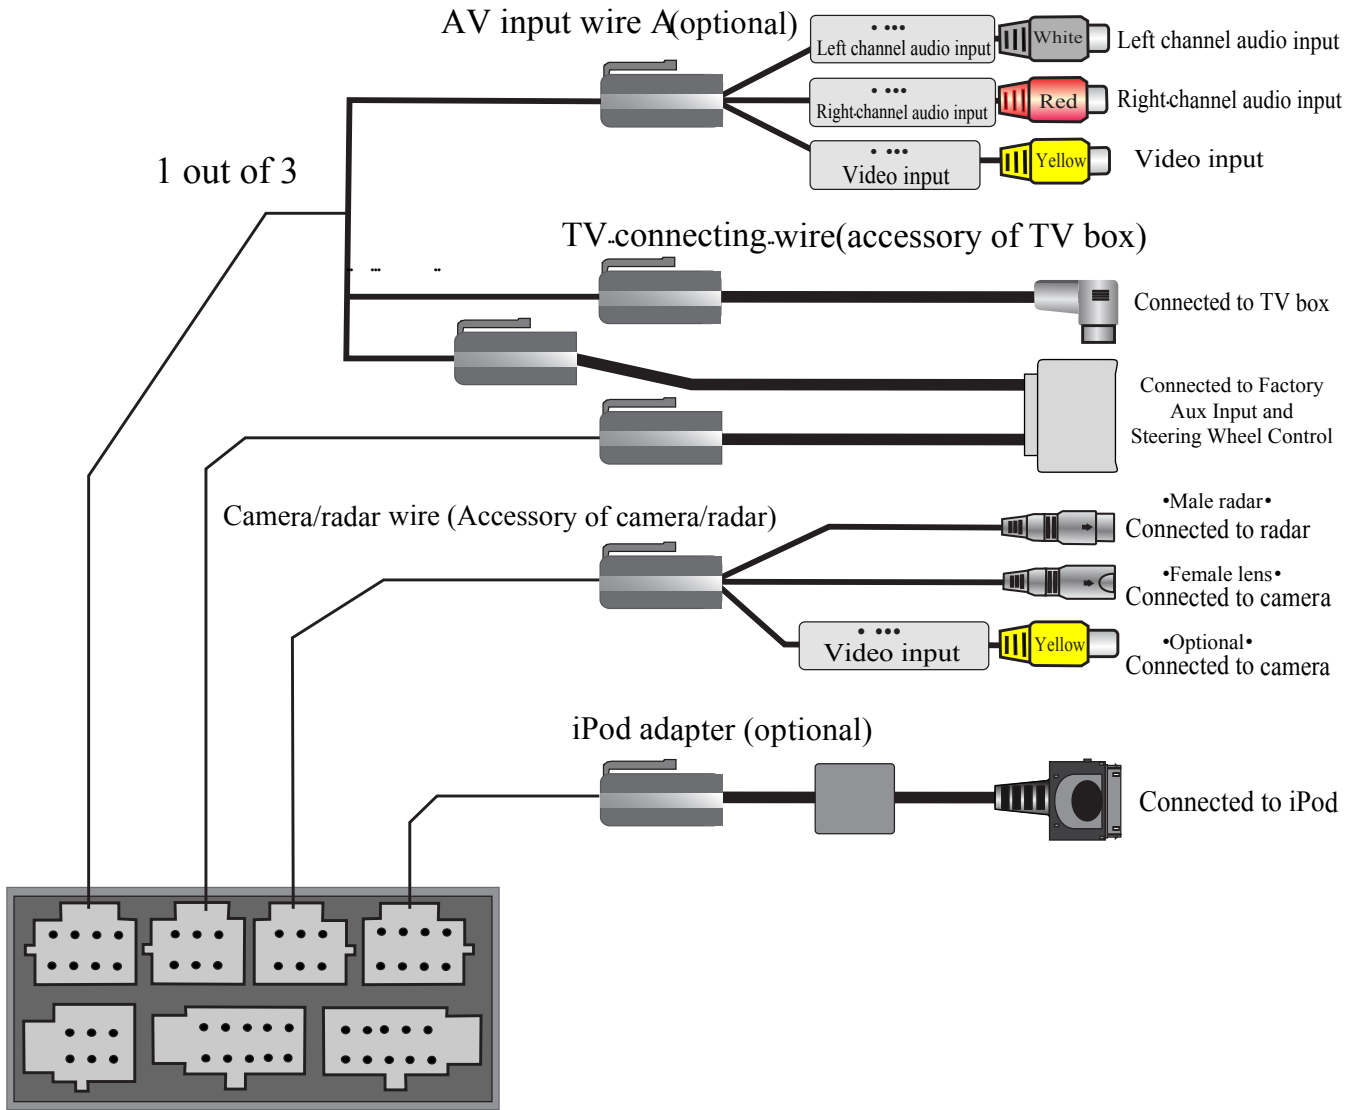 AV input wire A(optional)
Left channel audio input
White
Left channel audio input
Right-channel audio input
Red
Right-channel audio input
Video input
Yellow
Video input
1 out of 3
TV-connecting-wire(accessory of TV box)
Connected to TV box
Connected to Factory
Aux Input and
Steering Wheel Control
Camera/radar wire (Accessory of camera/radar)
•Male radar•
Connected to radar
•Female lens•
Connected to camera
Video input
Yellow
•Optional•
Connected to camera
iPod adapter (optional)
Connected to iPod